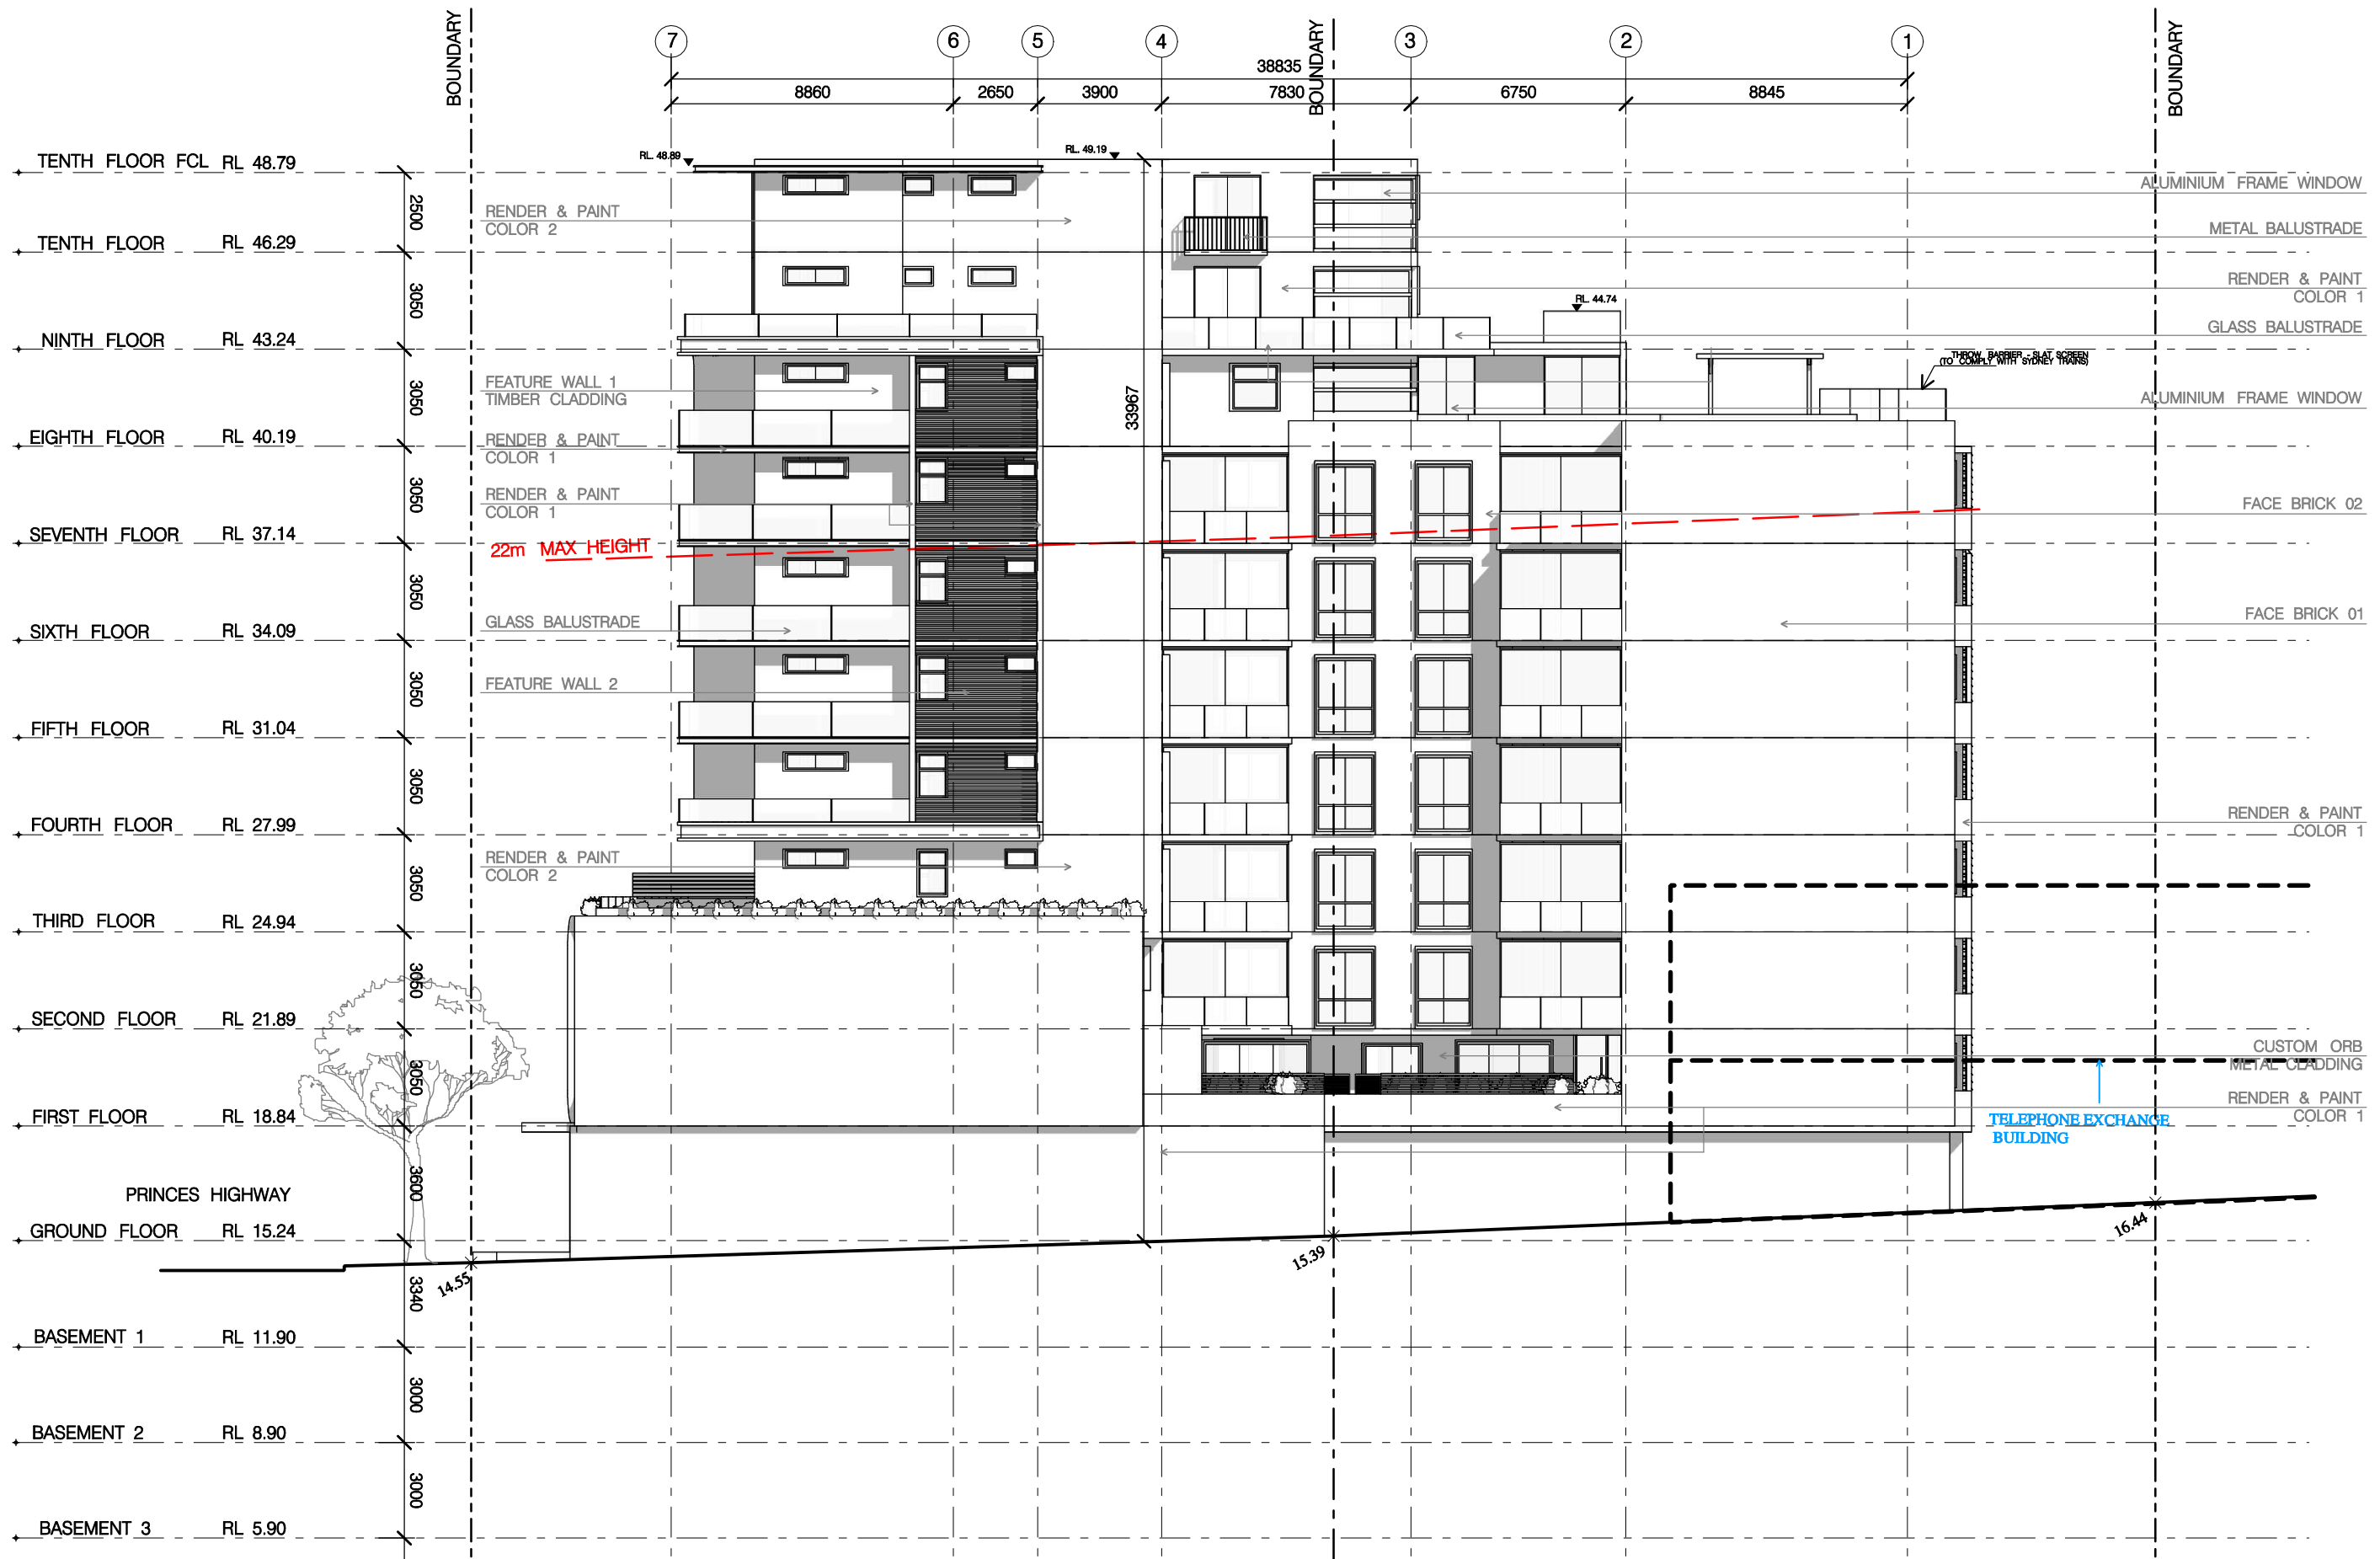 BOUNDARY
7
6
5
4
BOUNDARY
3
2
1
BOUNDARY
38835
8860
2650
3900
7830
6750
8845
TENTH FLOOR FCL RL 48.79
RL. 48.89
RL. 49.19
ALUMINIUM FRAME WINDOW
2500
RENDER & PAINT
COLOR 2
METAL BALUSTRADE
TENTH FLOOR RL 46.29
RENDER & PAINT
COLOR 1
3050
RL. 44.74
GLASS BALUSTRADE
NINTH FLOOR RL 43.24
THROW BARRIER - SLAT SCREEN
(TO COMPLY WITH SYDNEY TRAINS)
FEATURE WALL 1
TIMBER CLADDING
3050
33967
ALUMINIUM FRAME WINDOW
EIGHTH FLOOR RL 40.19
RENDER & PAINT
COLOR 1
3050
RENDER & PAINT
COLOR 1
FACE BRICK 02
SEVENTH FLOOR RL 37.14
22m MAX HEIGHT
3050
GLASS BALUSTRADE
FACE BRICK 01
SIXTH FLOOR RL 34.09
3050
FEATURE WALL 2
FIFTH FLOOR RL 31.04
3050
FOURTH FLOOR RL 27.99
RENDER & PAINT
COLOR 1
3050
RENDER & PAINT
COLOR 2
THIRD FLOOR RL 24.94
3050
SECOND FLOOR RL 21.89
3050
CUSTOM ORB
METAL CLADDING
RENDER & PAINT
COLOR 1
FIRST FLOOR RL 18.84
TELEPHONE EXCHANGE
BUILDING
3600
PRINCES HIGHWAY
GROUND FLOOR RL 15.24
14.55
15.39
16.44
3340
BASEMENT 1 RL 11.90
3000
BASEMENT 2 RL 8.90
3000
BASEMENT 3 RL 5.90